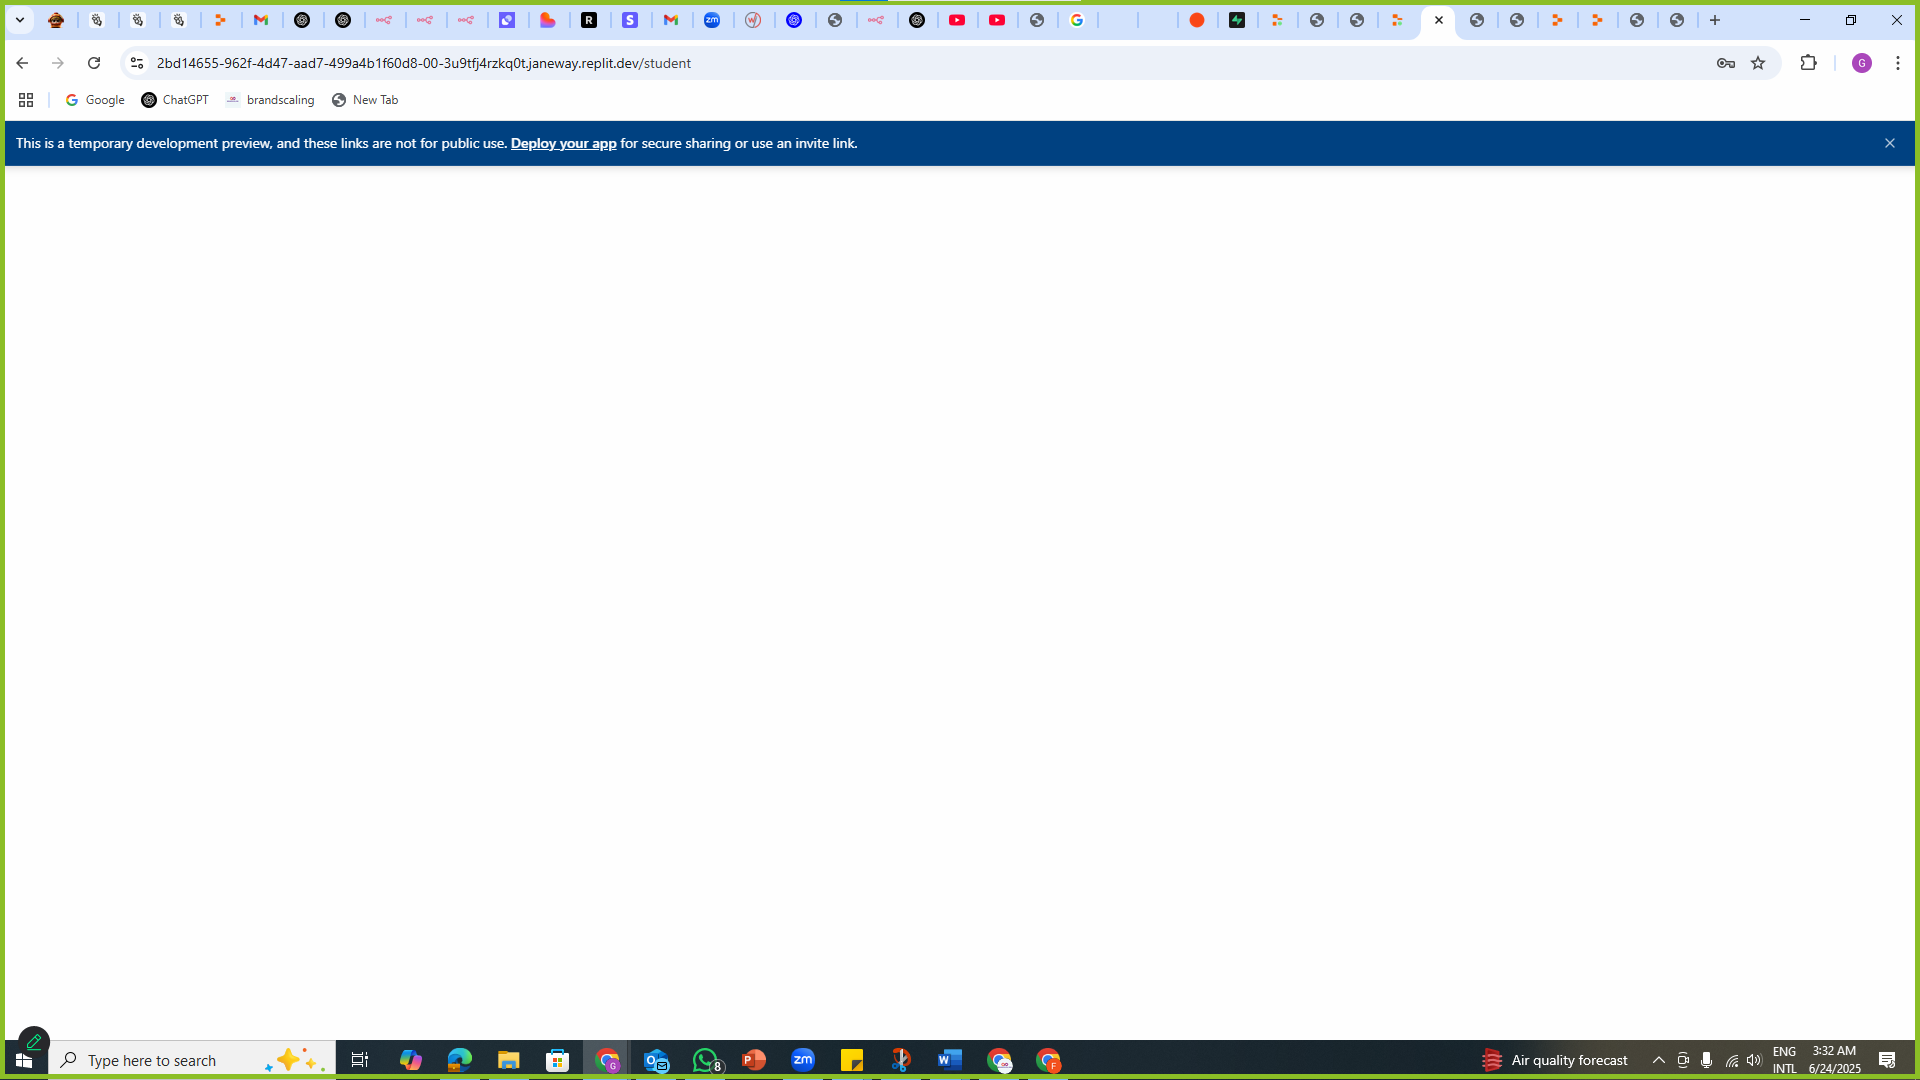 2bd14655-962f-4d47-aad7-499a4b1f60d8-00-3u9tfj4rzkq0t.janeway.replit.dev/student
G
Google
ChatGPT
brandscaling
New Tab
This is a temporary development preview, and these links are not for public use. Deploy your app for secure sharing or use an invite link.
Type here to search
8
Air quality forecast
ENG
INTL
3:32 AM
6/24/2025